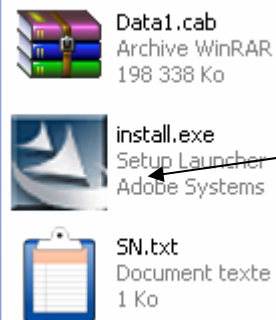 Data1.cab
Archive WinRAR
198 338 Ko
install.exe
Setup Launcher
Adobe Systems
SN.txt
Document texte
1 Ko